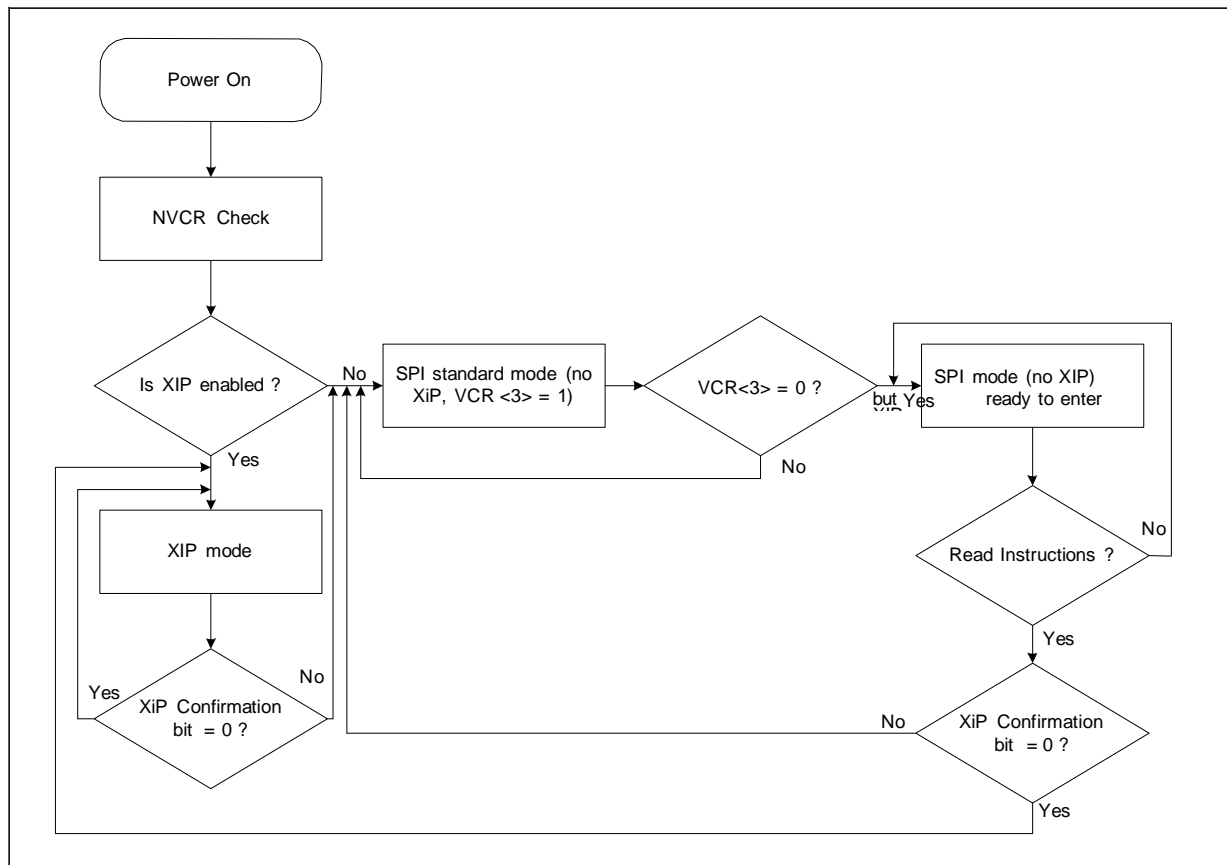 Power On
NVCR Check
Is XIP enabled ?
No
SPI standard mode (no
XiP, VCR <3> = 1)
VCR<3> = 0 ?
but Yes
SPI mode (no XIP)
ready to enter
Yes
No
XIP mode
Read Instructions ?
No
Yes
Yes
XiP Confirmation
bit = 0 ?
No
No
XiP Confirmation
bit = 0 ?
Yes